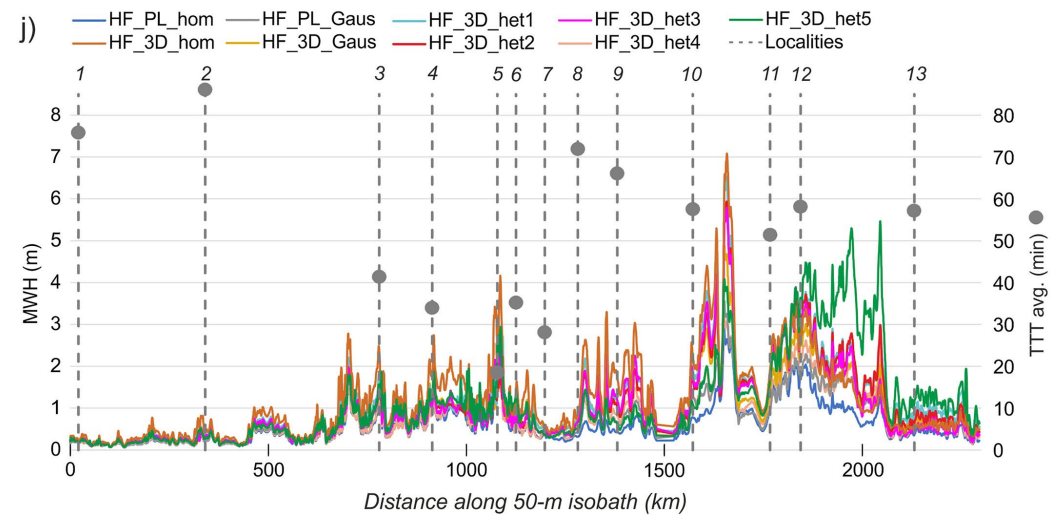 j)
HF_PL_hom HF_PL_Gaus HF_3D_het1 HF_3D_het3 HF_3D_het5
HF_3D_hom HF_3D_Gaus HF_3D_het2 HF_3D_het4 Localities
1 2 3 4 5 6 7 8 9 10 11 12 13
8 80
7 70
6 60
5 50
4 40
3 30
2 20
1 10
0 0
MWH (m)
TTT avg. (min)
0 500 1000 1500 2000
Distance along 50-m isobath (km)